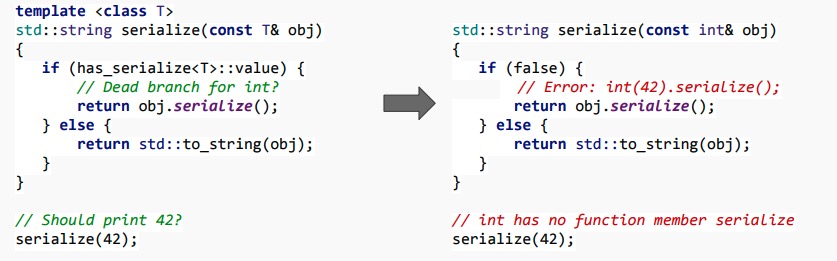 template <class T>
std::string serialize(const T& obj)
{
   if (has_serialize<T>::value) {
       // Dead branch for int?
       return obj.serialize();
   } else {
       return std::to_string(obj);
   }
}
// Should print 42?
serialize(42);
std::string serialize(const int& obj)
{
   if (false) {
       // Error: int(42).serialize();
       return obj.serialize();
   } else {
       return std::to_string(obj);
   }
}
// int has no function member serialize
serialize(42);